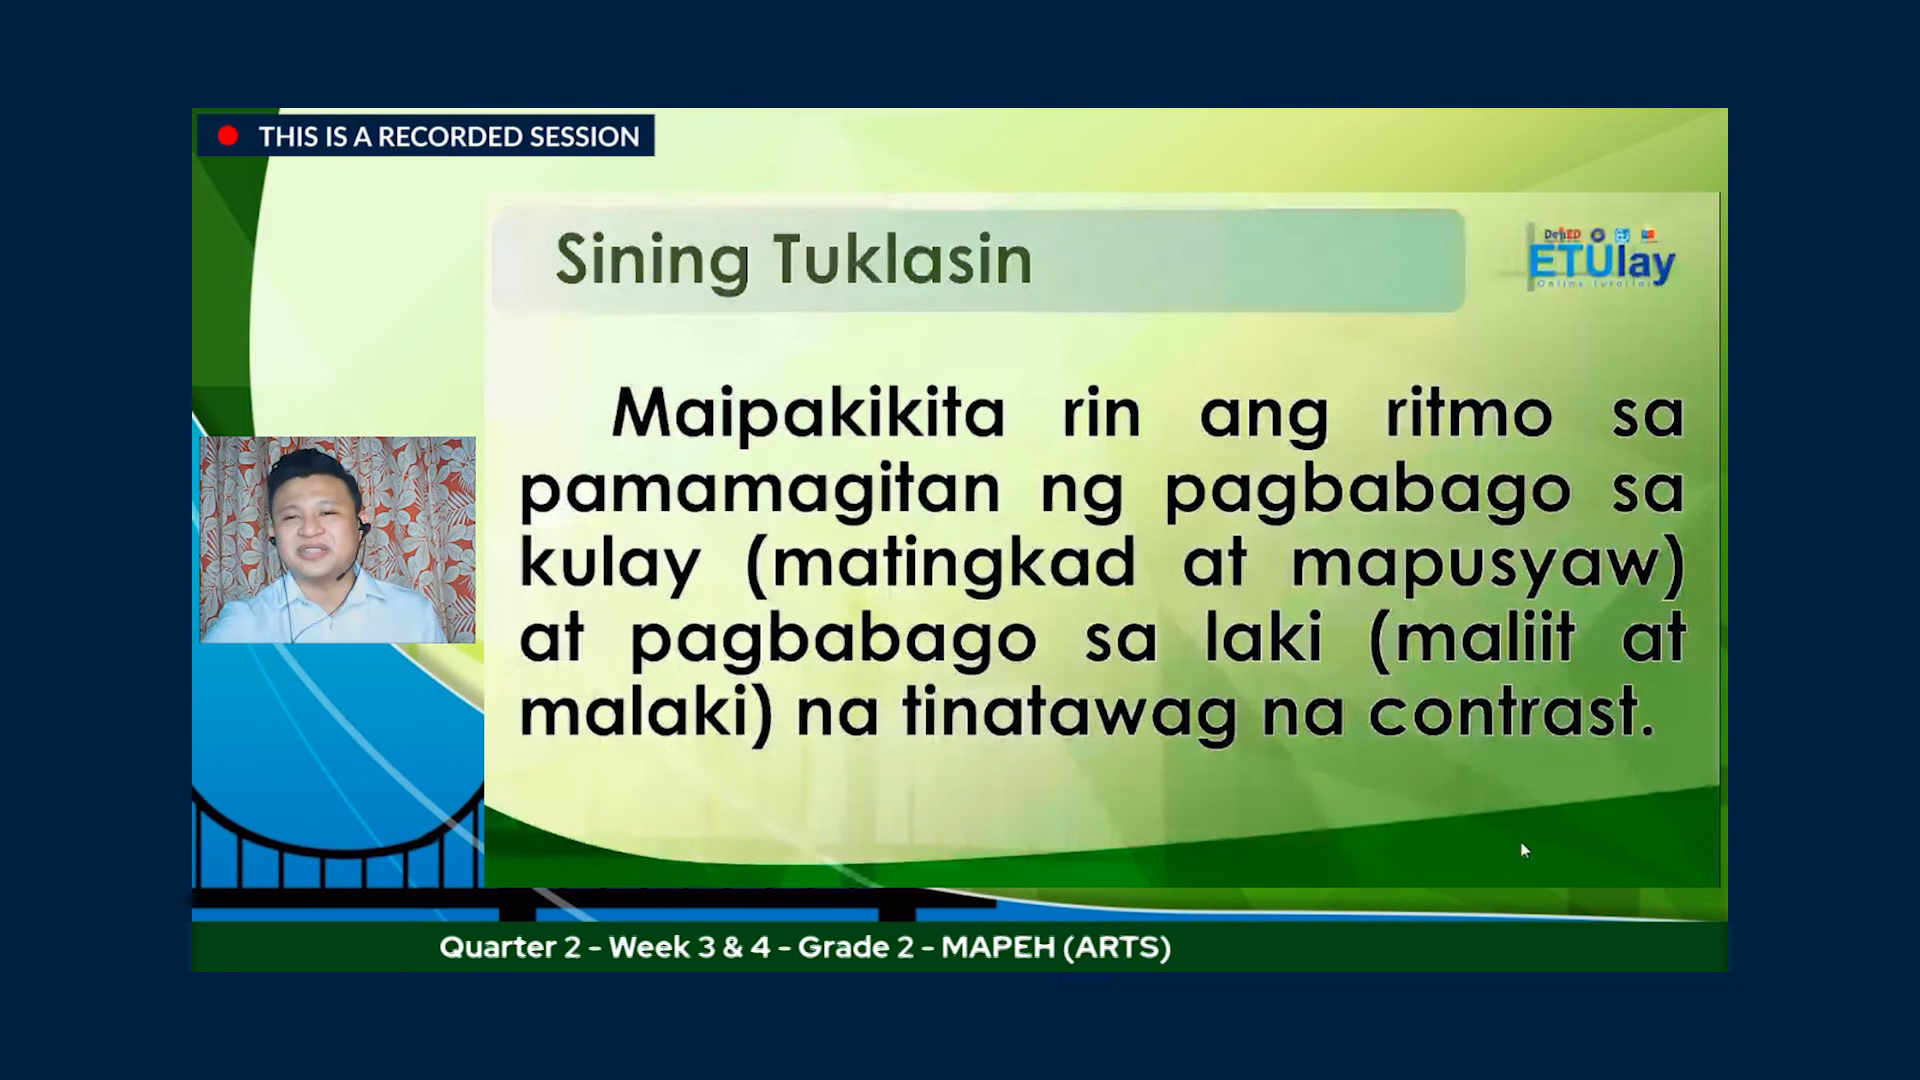 THIS IS A RECORDED SESSION
Sining Tuklasin
DepED
ETUlay
Maipakikita rin ang ritmo sa
pamamagitan ng pagbabago sa
kulay (matingkad at mapusyaw)
at pagbabago sa laki (maliit at
malaki) na tinatawag na contrast.
Quarter 2 - Week 3 & 4 - Grade 2 - MAPEH (ARTS)